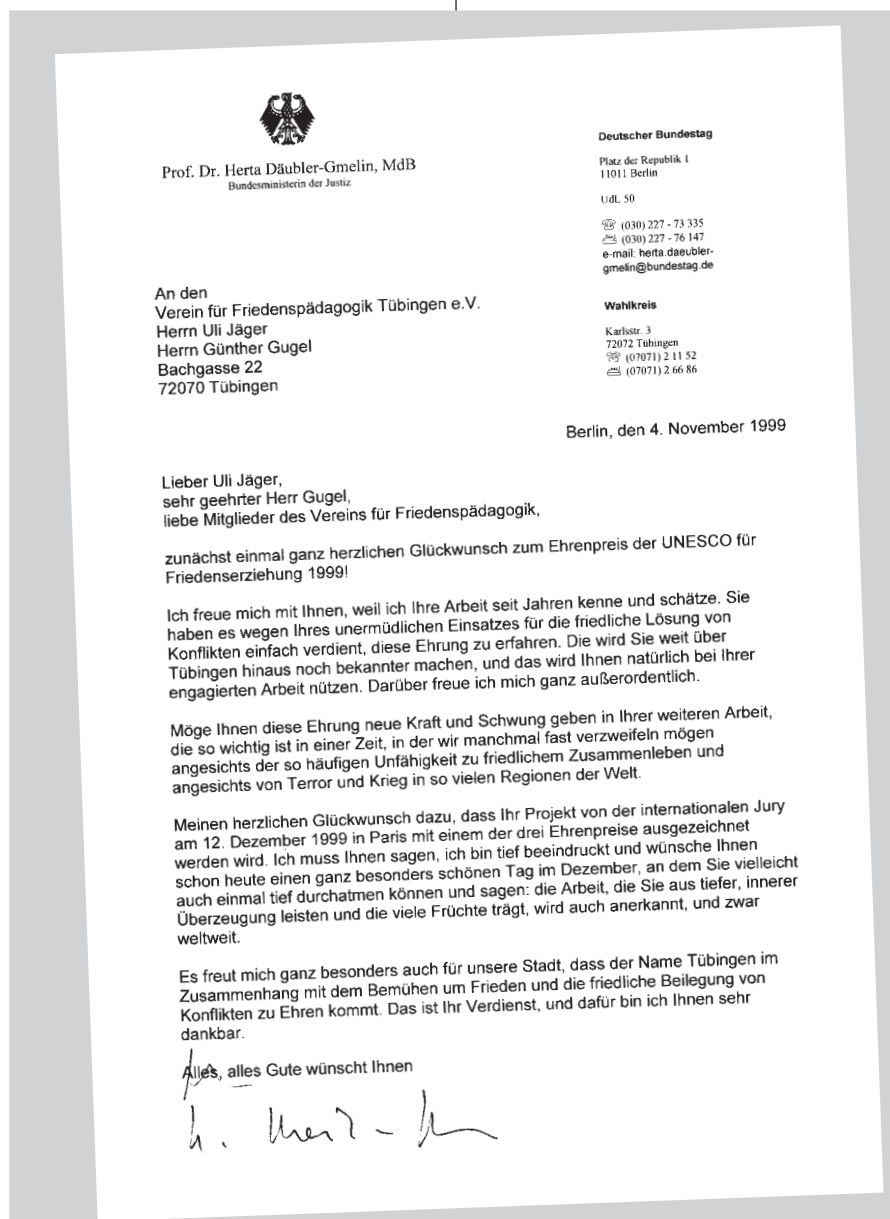 Prof. Dr. Herta Däubler-Gmelin, MdB
Bundesministerin der Justiz
Deutscher Bundestag
Platz der Republik 1
11011 Berlin
UdL 50
(030) 227 - 73 335
(030) 227 - 76 147
e-mail: herta.daeubler-
gmelin@bundestag.de
Wahlkreis
Karlsstr. 3
72072 Tübingen
(07071) 2 11 52
(07071) 2 66 86
An den
Verein für Friedenspädagogik Tübingen e.V.
Herrn Uli Jäger
Herrn Günther Gugel
Bachgasse 22
72070 Tübingen
Berlin, den 4. November 1999
Lieber Uli Jäger,
sehr geehrter Herr Gugel,
liebe Mitglieder des Vereins für Friedenspädagogik,
zunächst einmal ganz herzlichen Glückwunsch zum Ehrenpreis der UNESCO für
Friedenserziehung 1999!
Ich freue mich mit Ihnen, weil ich Ihre Arbeit seit Jahren kenne und schätze. Sie
haben es wegen Ihres unermüdlichen Einsatzes für die friedliche Lösung von
Konflikten einfach verdient, diese Ehrung zu erfahren. Die wird Sie weit über
Tübingen hinaus noch bekannter machen, und das wird Ihnen natürlich bei Ihrer
engagierten Arbeit nützen. Darüber freue ich mich ganz außerordentlich.
Möge Ihnen diese Ehrung neue Kraft und Schwung geben in Ihrer weiteren Arbeit,
die so wichtig ist in einer Zeit, in der wir manchmal fast verzweifeln mögen
angesichts der so häufigen Unfähigkeit zu friedlichem Zusammenleben und
angesichts von Terror und Krieg in so vielen Regionen der Welt.
Meinen herzlichen Glückwunsch dazu, dass Ihr Projekt von der internationalen Jury
am 12. Dezember 1999 in Paris mit einem der drei Ehrenpreise ausgezeichnet
werden wird. Ich muss Ihnen sagen, ich bin tief beeindruckt und wünsche Ihnen
schon heute einen ganz besonders schönen Tag im Dezember, an dem Sie vielleicht
auch einmal tief durchatmen können und sagen: die Arbeit, die Sie aus tiefer, innerer
Überzeugung leisten und die viele Früchte trägt, wird auch anerkannt, und zwar
weltweit.
Es freut mich ganz besonders auch für unsere Stadt, dass der Name Tübingen im
Zusammenhang mit dem Bemühen um Frieden und die friedliche Beilegung von
Konflikten zu Ehren kommt. Das ist Ihr Verdienst, und dafür bin ich Ihnen sehr
dankbar.
Alles, alles Gute wünscht Ihnen